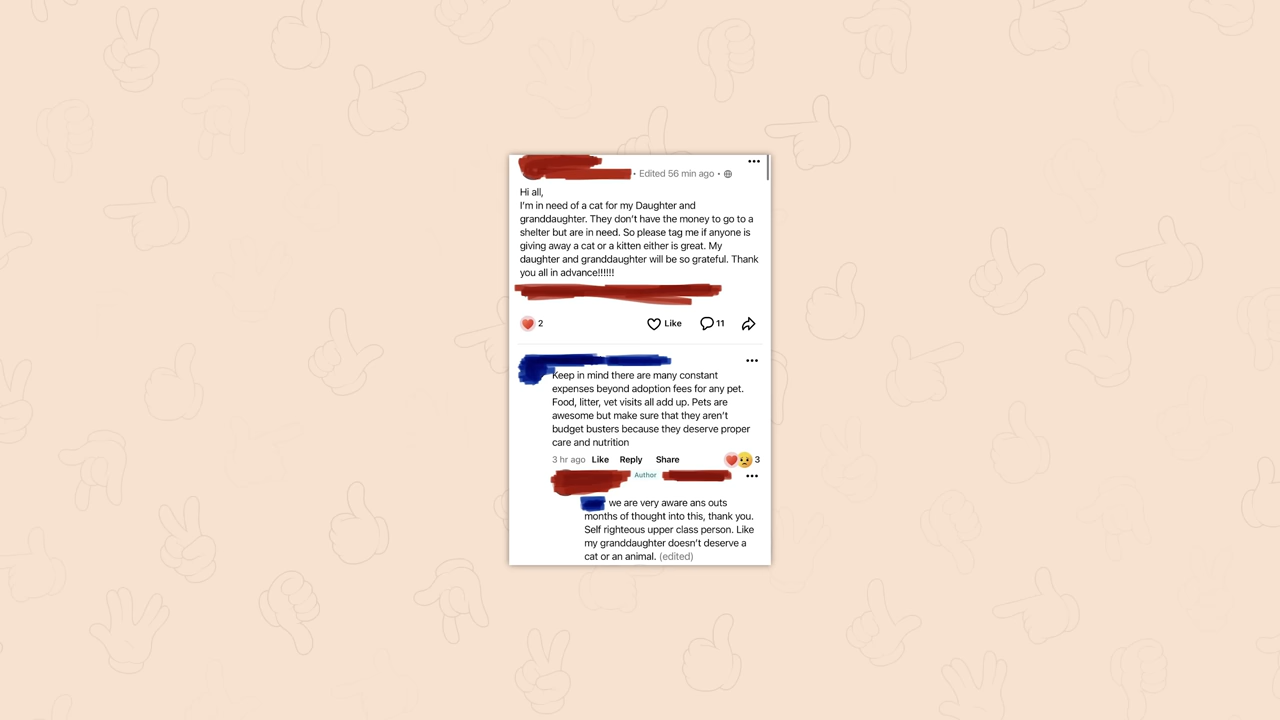 • Edited 56 min ago •
Hi all,
I'm in need of a cat for my Daughter and
granddaughter. They don't have the money to go to a
shelter but are in need. So please tag me if anyone is
giving away a cat or a kitten either is great. My
daughter and granddaughter will be so grateful. Thank
you all in advance!!!!!!
2 Like 11
Keep in mind there are many constant
expenses beyond adoption fees for any pet.
Food, litter, vet visits all add up. Pets are
awesome but make sure that they aren't
budget busters because they deserve proper
care and nutrition
3 hr ago Like Reply Share 3
Author
we are very aware ans outs
months of thought into this, thank you.
Self righteous upper class person. Like
my granddaughter doesn't deserve a
cat or an animal. (edited)